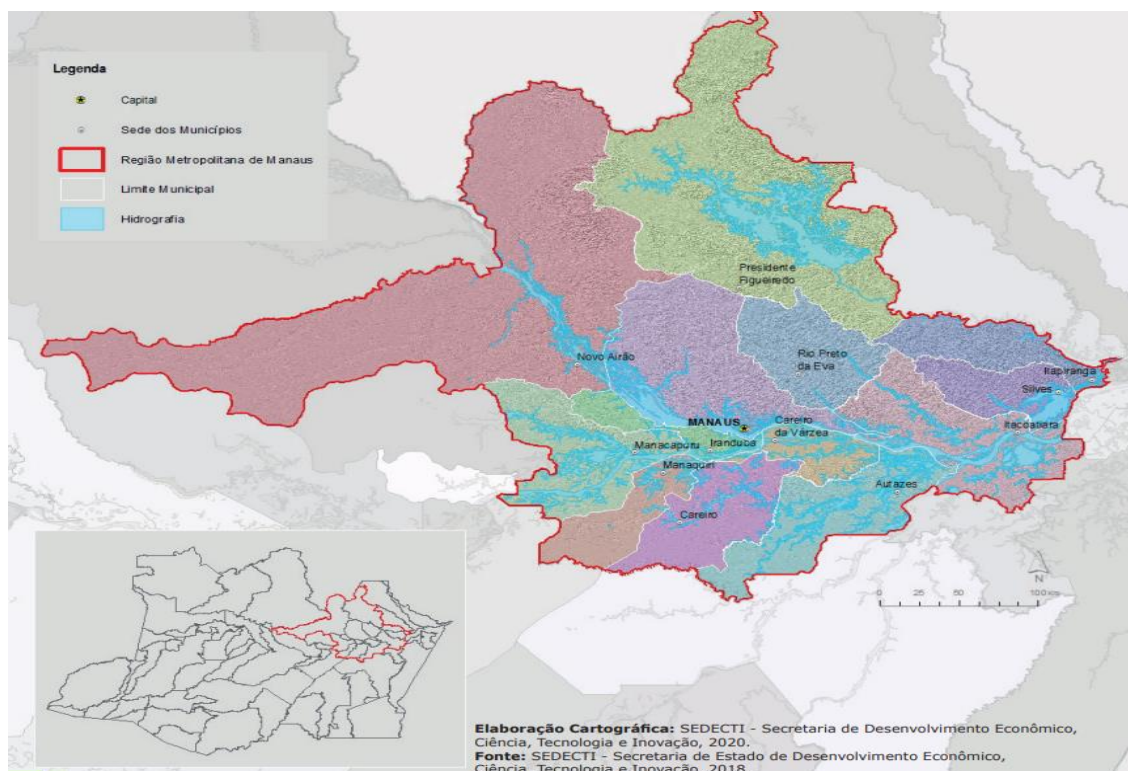 Legenda
Capital
Sede dos Municípios
Região Metropolitana de Manaus
Limite Municipal
Hidrografia
Presidente
Figueiredo
Novo Airão
Rio Preto
da Eva
Itapiranga
Silves
MANAUS
Careiro
da Várzea
Itacoatiara
Manacapuru
Iranduba
Manaquiri
Autazes
Careiro
N
0 25 50 100 Km
Elaboração Cartográfica: SEDECTI - Secretaria de Desenvolvimento Econômico,
Ciência, Tecnologia e Inovação, 2020.
Fonte: SEDECTI - Secretaria de Estado de Desenvolvimento Econômico,
Ciência, Tecnologia e Inovação, 2018